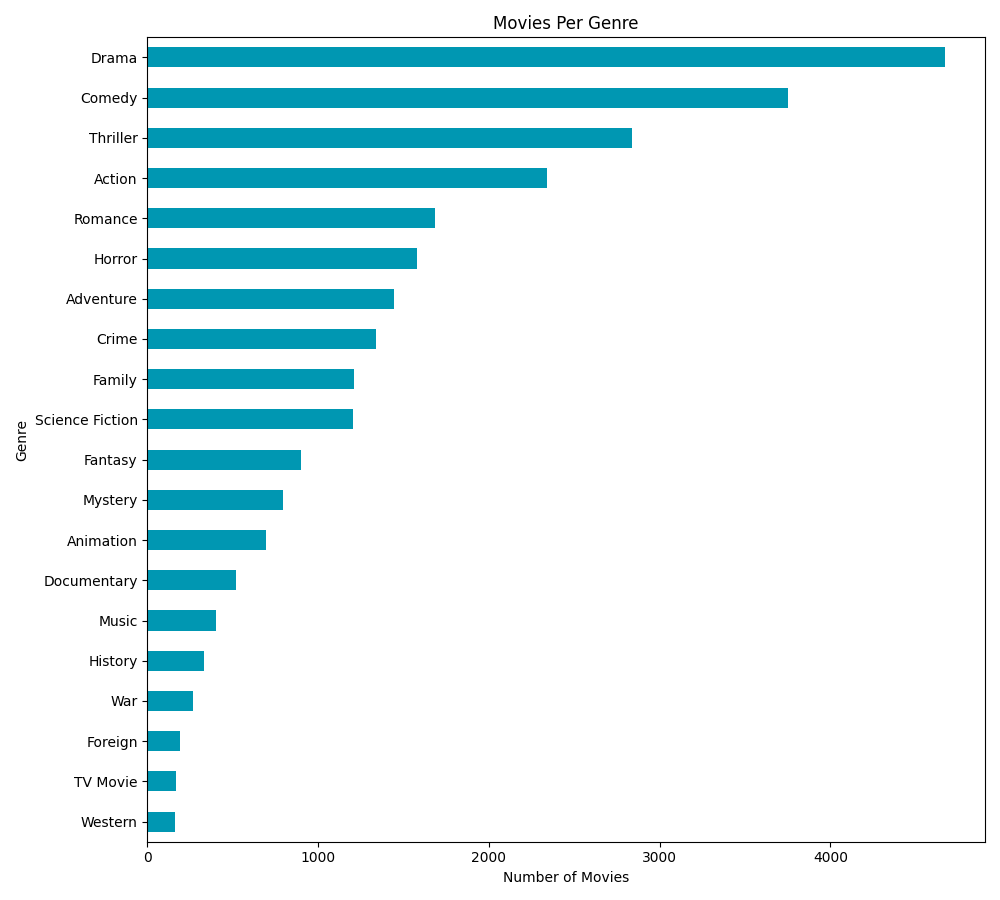 Movies Per Genre
Drama
Comedy
Thriller
Action
Romance
Horror
Adventure
Crime
Family
Science Fiction
Fantasy
Mystery
Animation
Documentary
Music
History
War
Foreign
TV Movie
Western
Genre
0 1000 2000 3000 4000
Number of Movies